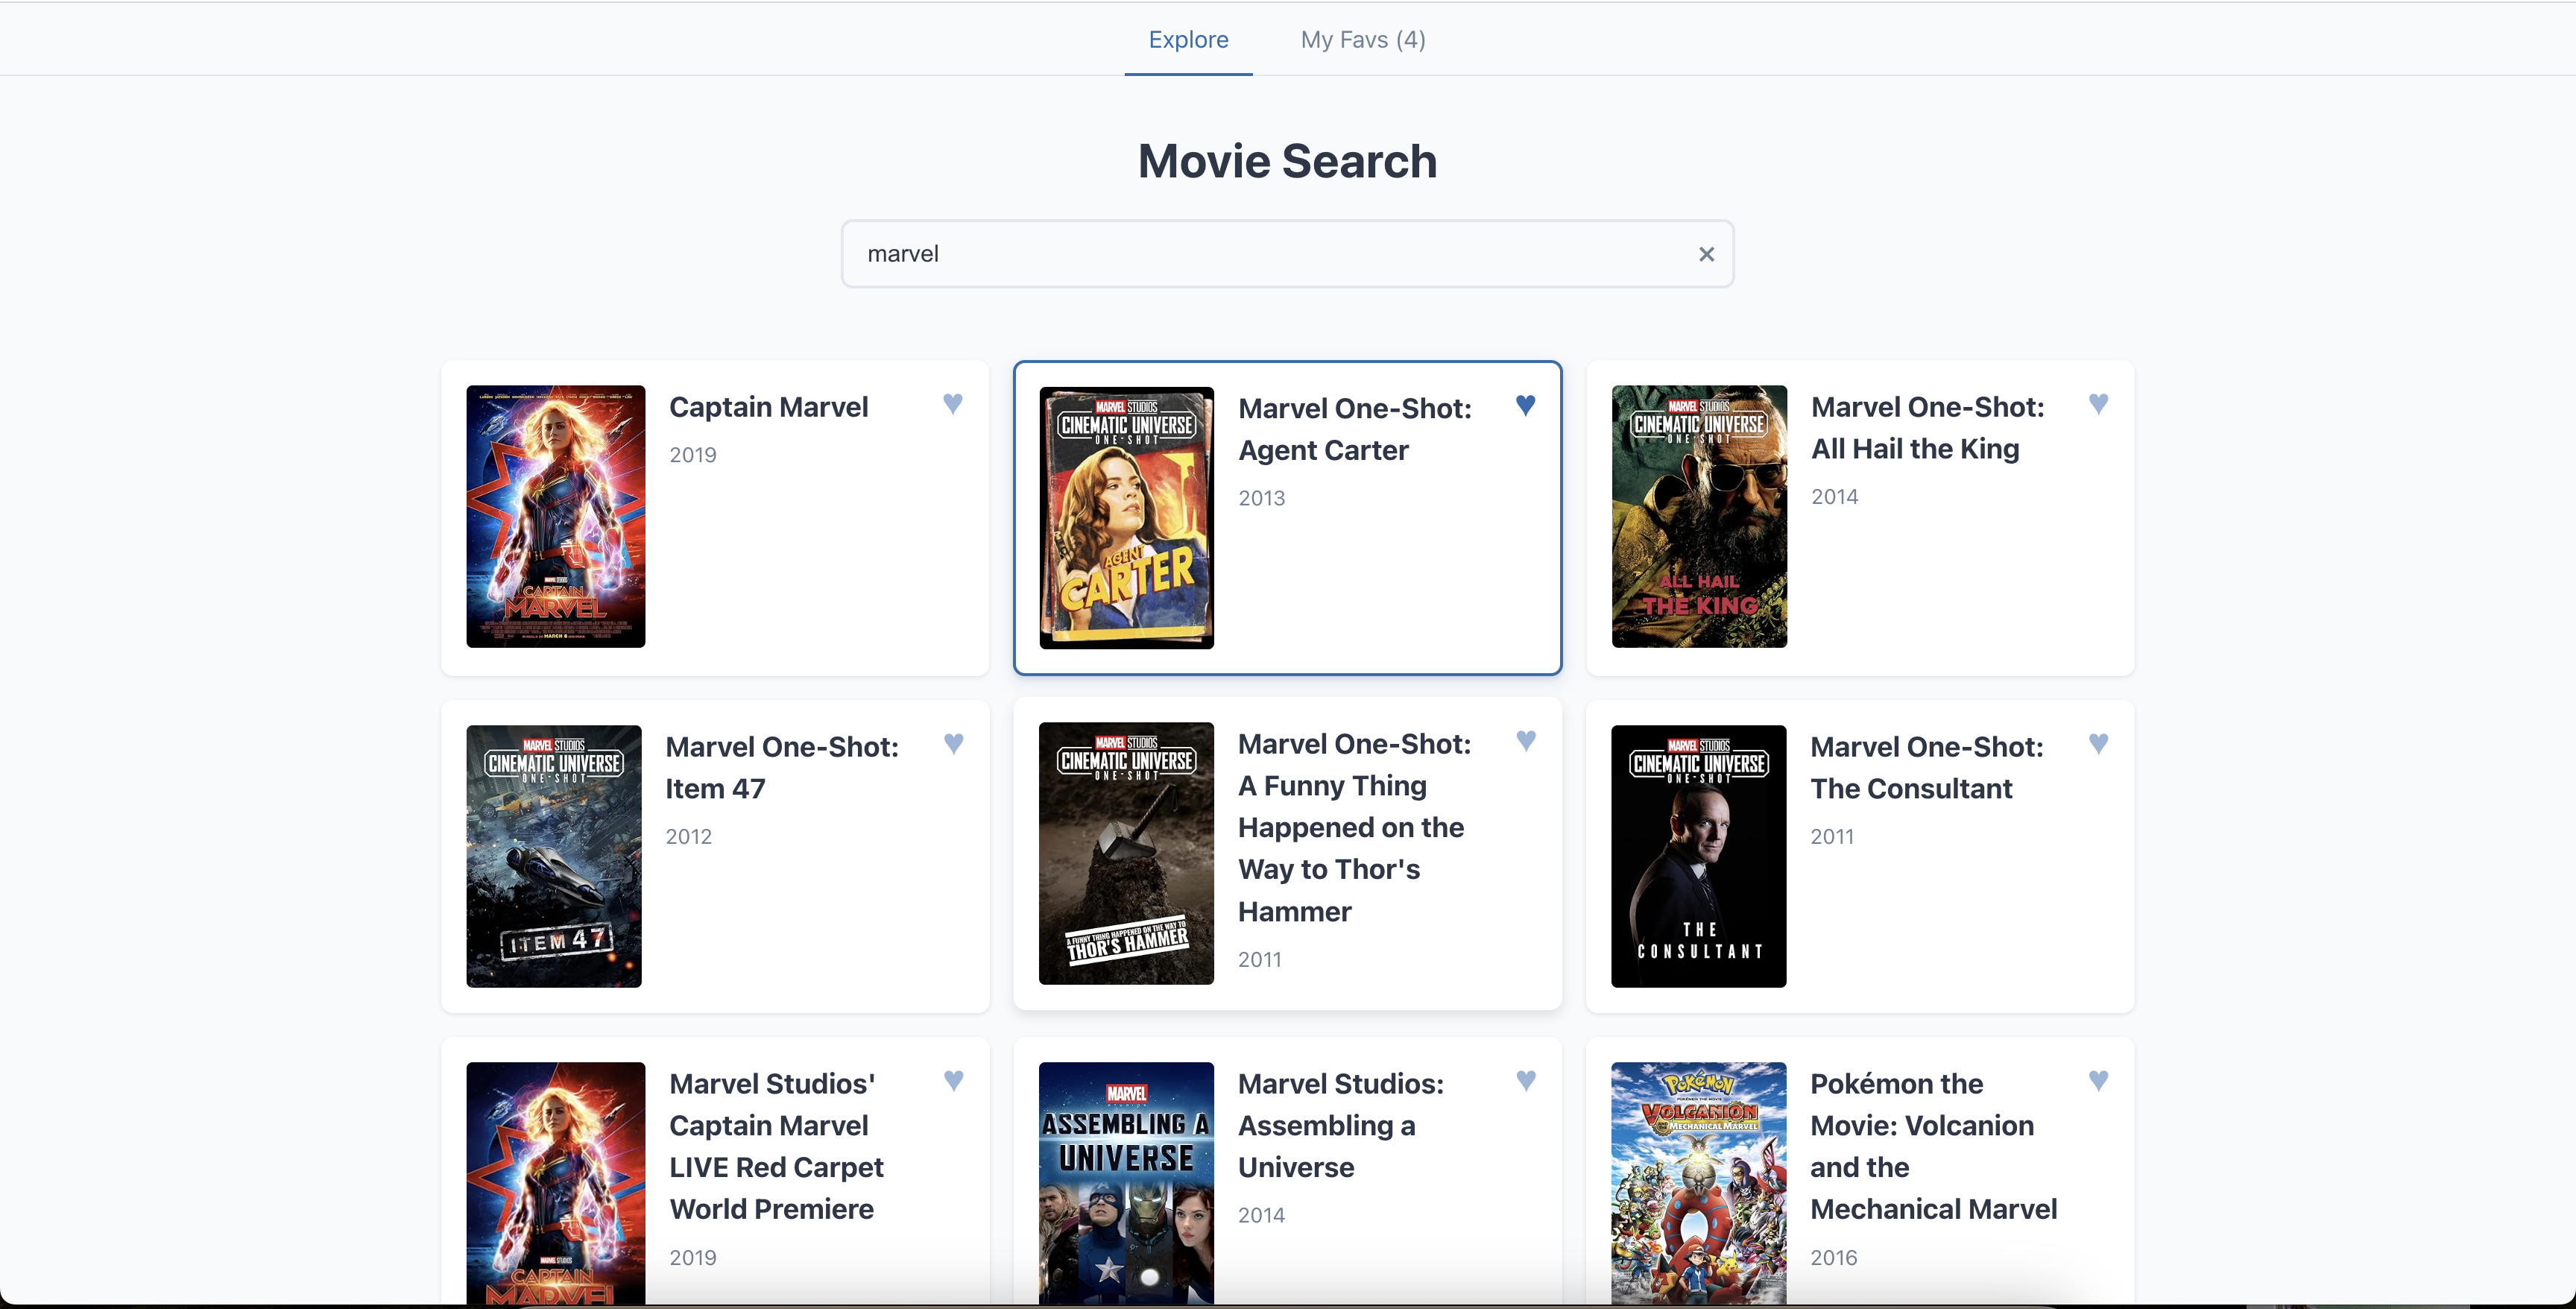 Explore My Favs (4)
Movie Search
marvel
Captain Marvel
2019
CAPTAIN
MARVEL
MARCH 8
Marvel One-Shot:
Agent Carter
2013
MARVEL STUDIOS
CINEMATIC UNIVERSE
ONE-SHOT
AGENT
CARTER
Marvel One-Shot:
All Hail the King
2014
MARVEL STUDIOS
CINEMATIC UNIVERSE
ONE-SHOT
ALL HAIL
THE KING
Marvel One-Shot:
Item 47
2012
MARVEL STUDIOS
CINEMATIC UNIVERSE
ONE-SHOT
ITEM 47
Marvel One-Shot:
A Funny Thing
Happened on the
Way to Thor's
Hammer
2011
MARVEL STUDIOS
CINEMATIC UNIVERSE
ONE-SHOT
A FUNNY THING HAPPENED ON THE WAY TO
THOR'S HAMMER
Marvel One-Shot:
The Consultant
2011
MARVEL STUDIOS
CINEMATIC UNIVERSE
ONE-SHOT
THE
CONSULTANT
Marvel Studios'
Captain Marvel
LIVE Red Carpet
World Premiere
2019
CAPTAIN
MARVEL
Marvel Studios:
Assembling a
Universe
2014
MARVEL
ASSEMBLING A
UNIVERSE
Pokémon the
Movie: Volcanion
and the
Mechanical Marvel
2016
POKéMON
POKÉMON THE MOVIE
VOLCANION
AND THE MECHANICAL MARVEL